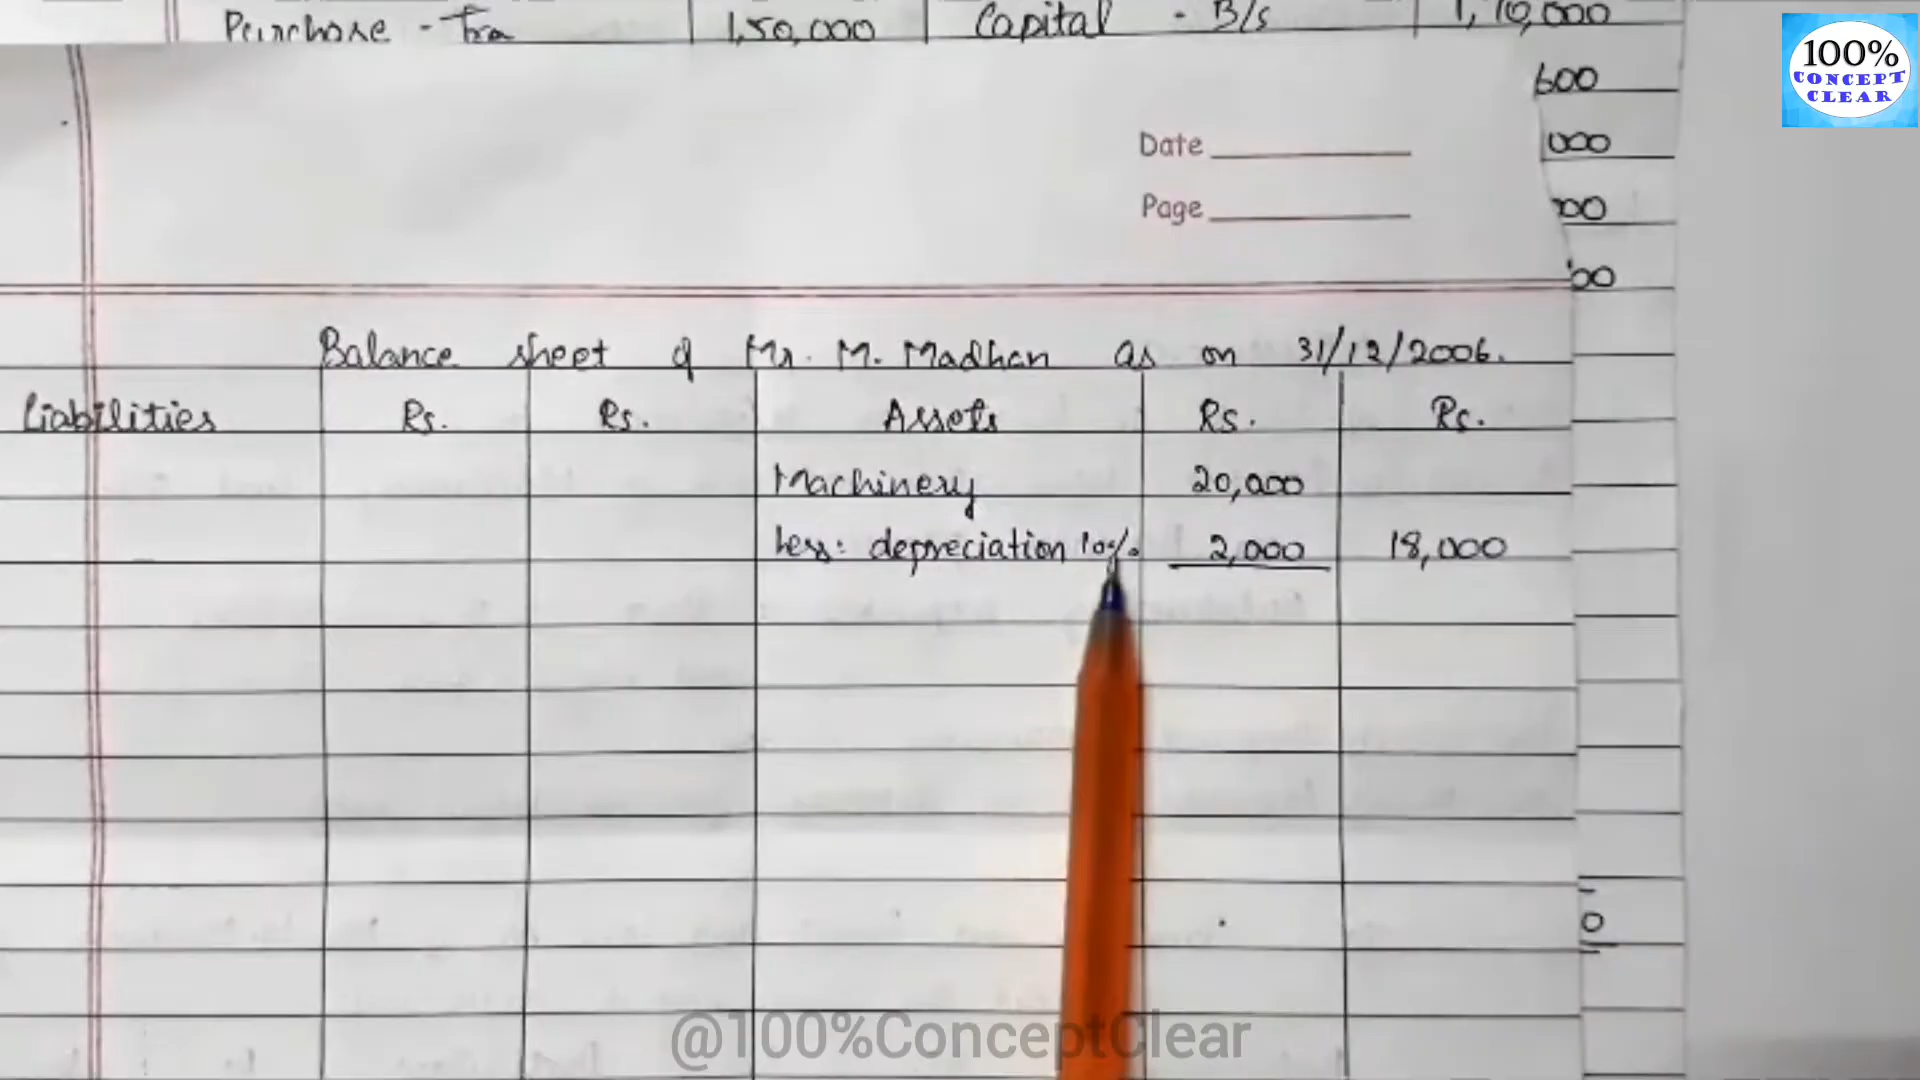 Purchase - Tra 1,50,000 Capital - B/s 1,70,000
100%
CONCEPT
CLEAR
600
Date
000
Page
00
00
Balance sheet of Mr. M. Madhan as on 31/12/2006.
Liabilities Rs. Rs. Assets Rs. Rs.
Machinery 20,000
Less: depreciation 10% 2,000 18,000
@100%ConceptClear